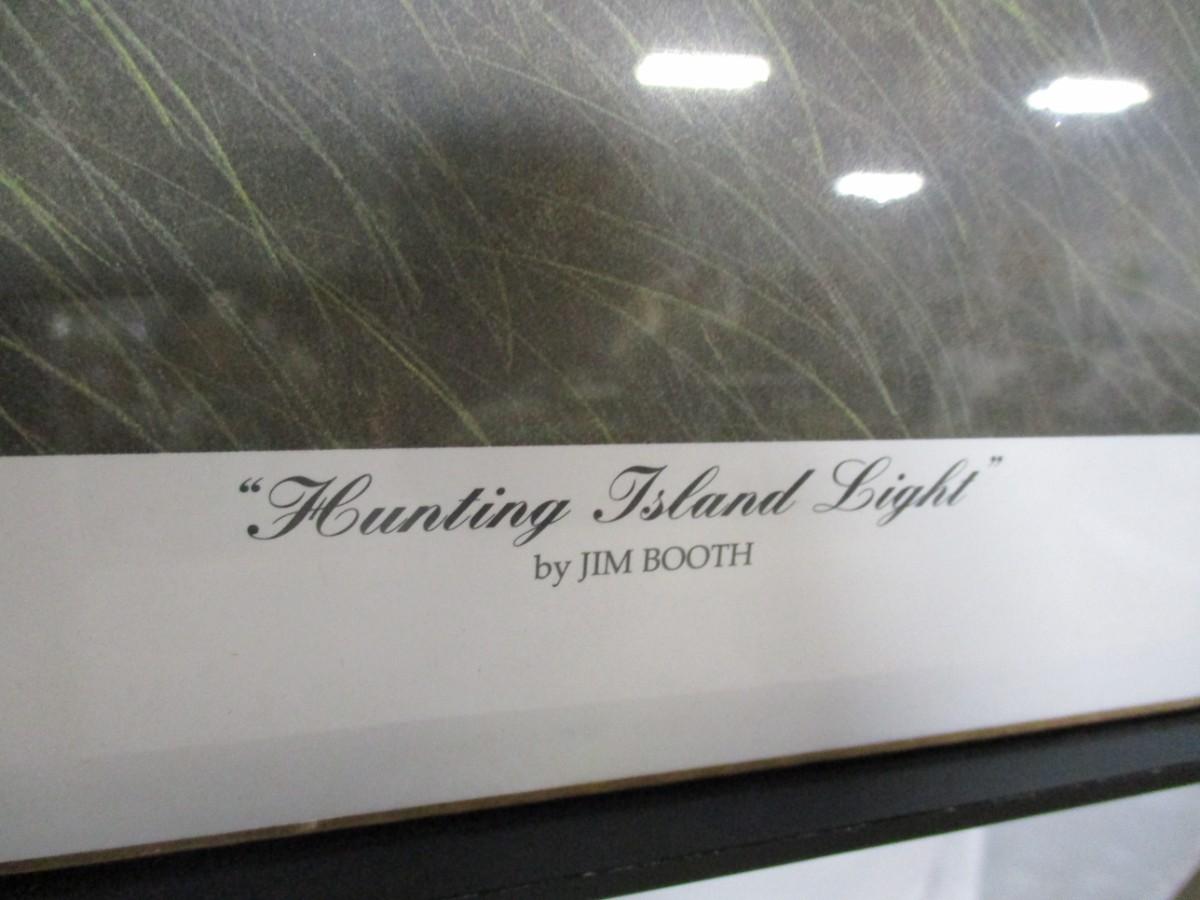 “Hunting Island Light”
by JIM BOOTH